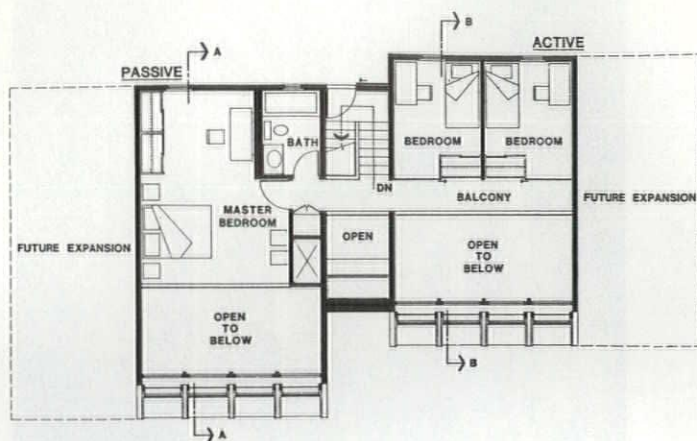 B
ACTIVE
A
PASSIVE
BATH
BEDROOM
BEDROOM
DN
BALCONY
FUTURE EXPANSION
MASTER
BEDROOM
OPEN
FUTURE EXPANSION
OPEN
TO
BELOW
OPEN
TO
BELOW
B
A